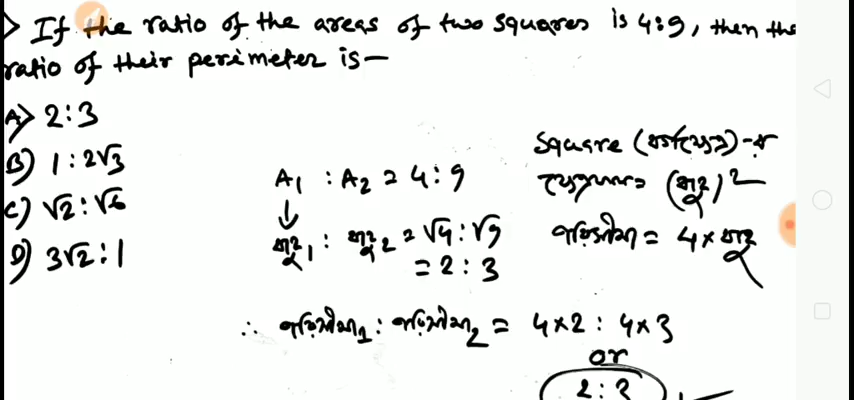 > If the ratio of the areas of two squares is 4:9, then the
ratio of their perimeter is —
A) 2:3
B) 1:2√3
C) √2:√6
D) 3√2:1
Square (বর্গক্ষেত্র)-র
ক্ষেত্রফল = (বাহু)²
পরিসীমা = 4×বাহু
A₁ : A₂ = 4:9
↓
বাহু₁ : বাহু₂ = √4:√9
= 2:3
∴ পরিসীমা₁ : পরিসীমা₂ = 4×2 : 4×3
or
2:3